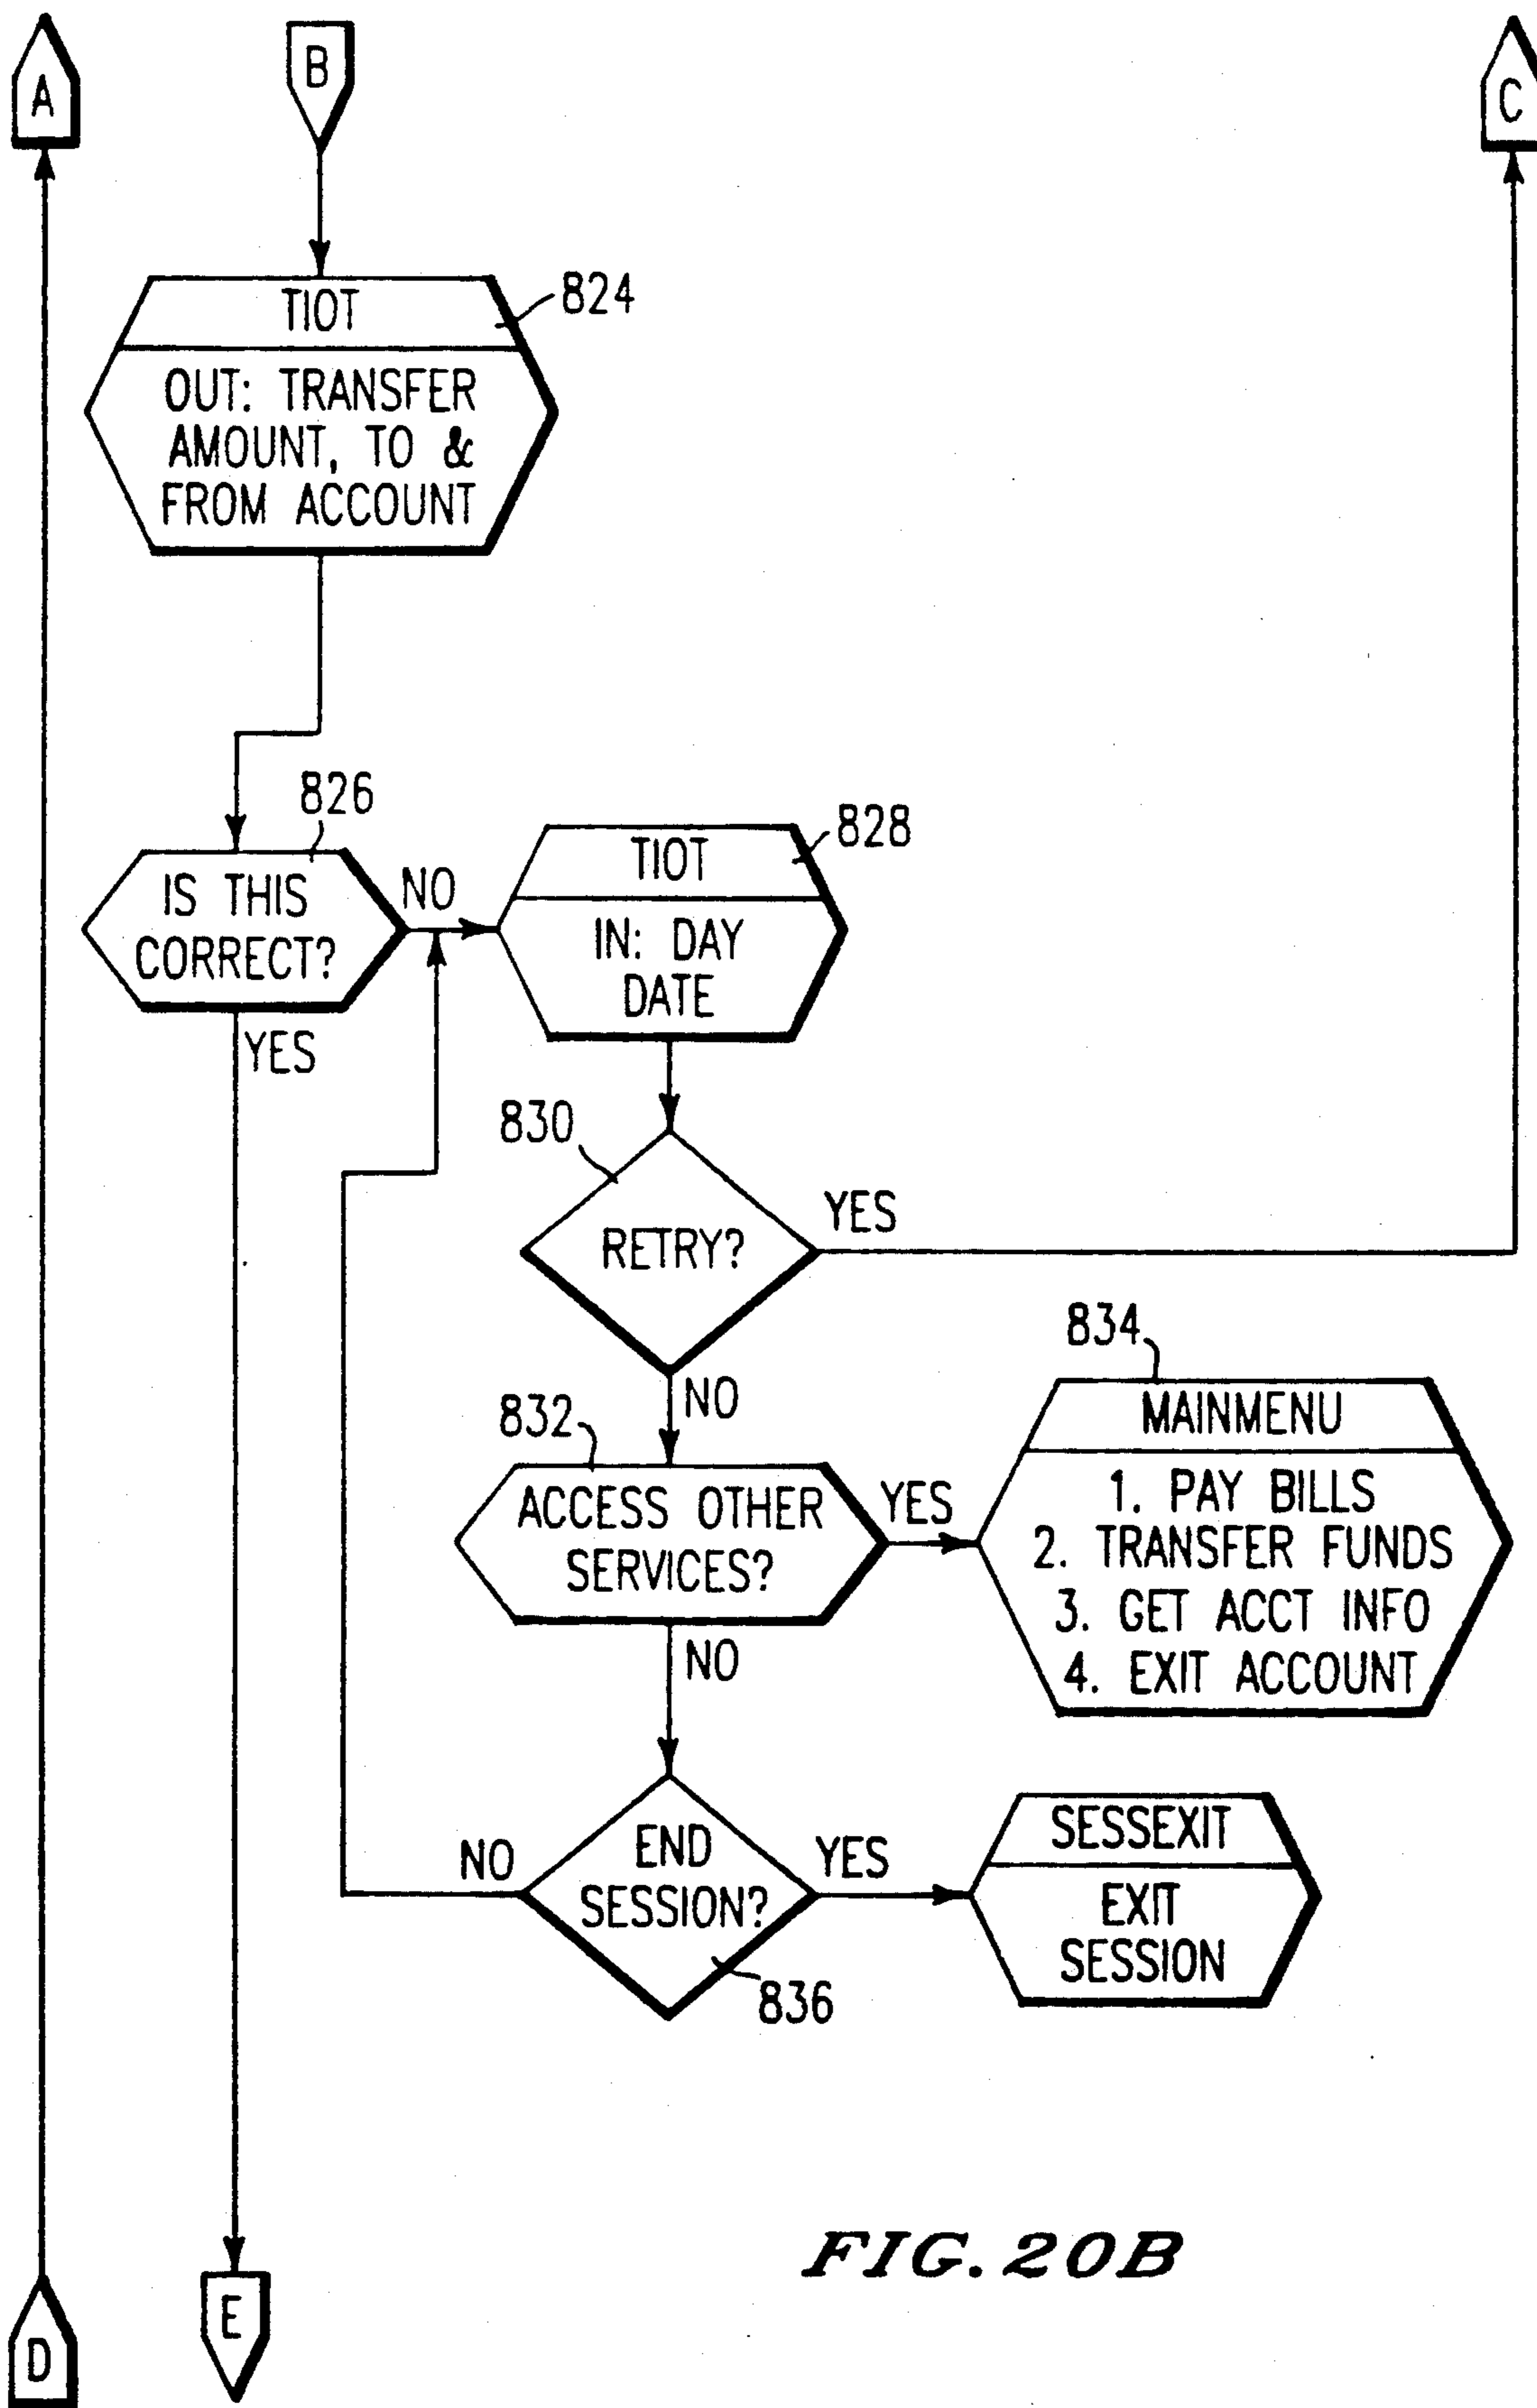 A
B
C
TIOT
824
OUT: TRANSFER
AMOUNT, TO &
FROM ACCOUNT
826
IS THIS
CORRECT?
NO
YES
TIOT
828
IN: DAY
DATE
830
RETRY?
YES
NO
832
ACCESS OTHER
SERVICES?
YES
NO
834
MAINMENU
1. PAY BILLS
2. TRANSFER FUNDS
3. GET ACCT INFO
4. EXIT ACCOUNT
END
SESSION?
NO
YES
836
SESSEXIT
EXIT
SESSION
D
E
FIG. 20B